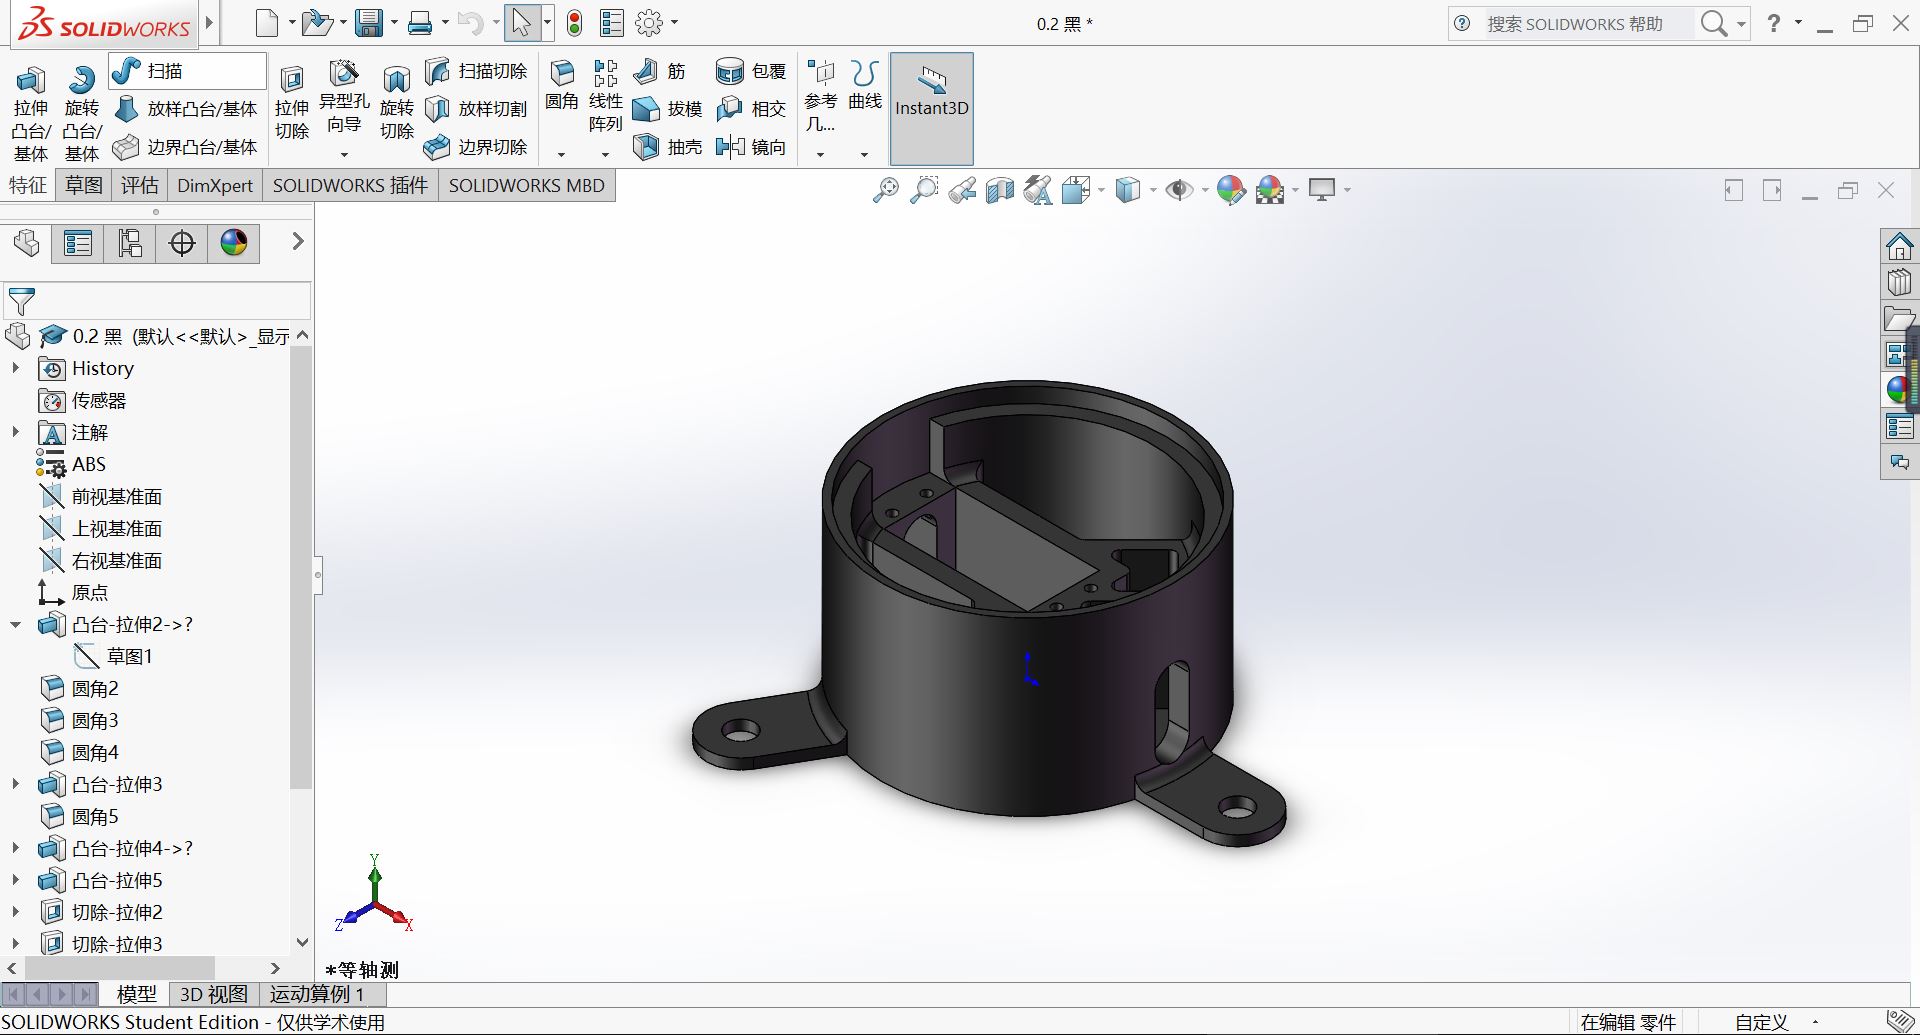 SOLIDWORKS
0.2 黑 *
搜索 SOLIDWORKS 帮助
拉伸凸台/基体
旋转凸台/基体
扫描
放样凸台/基体
边界凸台/基体
拉伸切除
异型孔向导
旋转切除
扫描切除
放样切割
边界切除
圆角
线性阵列
筋
拔模
抽壳
包覆
相交
镜向
参考几...
曲线
Instant3D
特征 草图 评估 DimXpert SOLIDWORKS 插件 SOLIDWORKS MBD
0.2 黑 (默认<<默认>_显示
History
传感器
注解
ABS
前视基准面
上视基准面
右视基准面
原点
凸台-拉伸2->?
草图1
圆角2
圆角3
圆角4
凸台-拉伸3
圆角5
凸台-拉伸4->?
凸台-拉伸5
切除-拉伸2
切除-拉伸3
Y
Z X
*等轴测
模型 3D 视图 运动算例 1
SOLIDWORKS Student Edition - 仅供学术使用
在编辑 零件 自定义